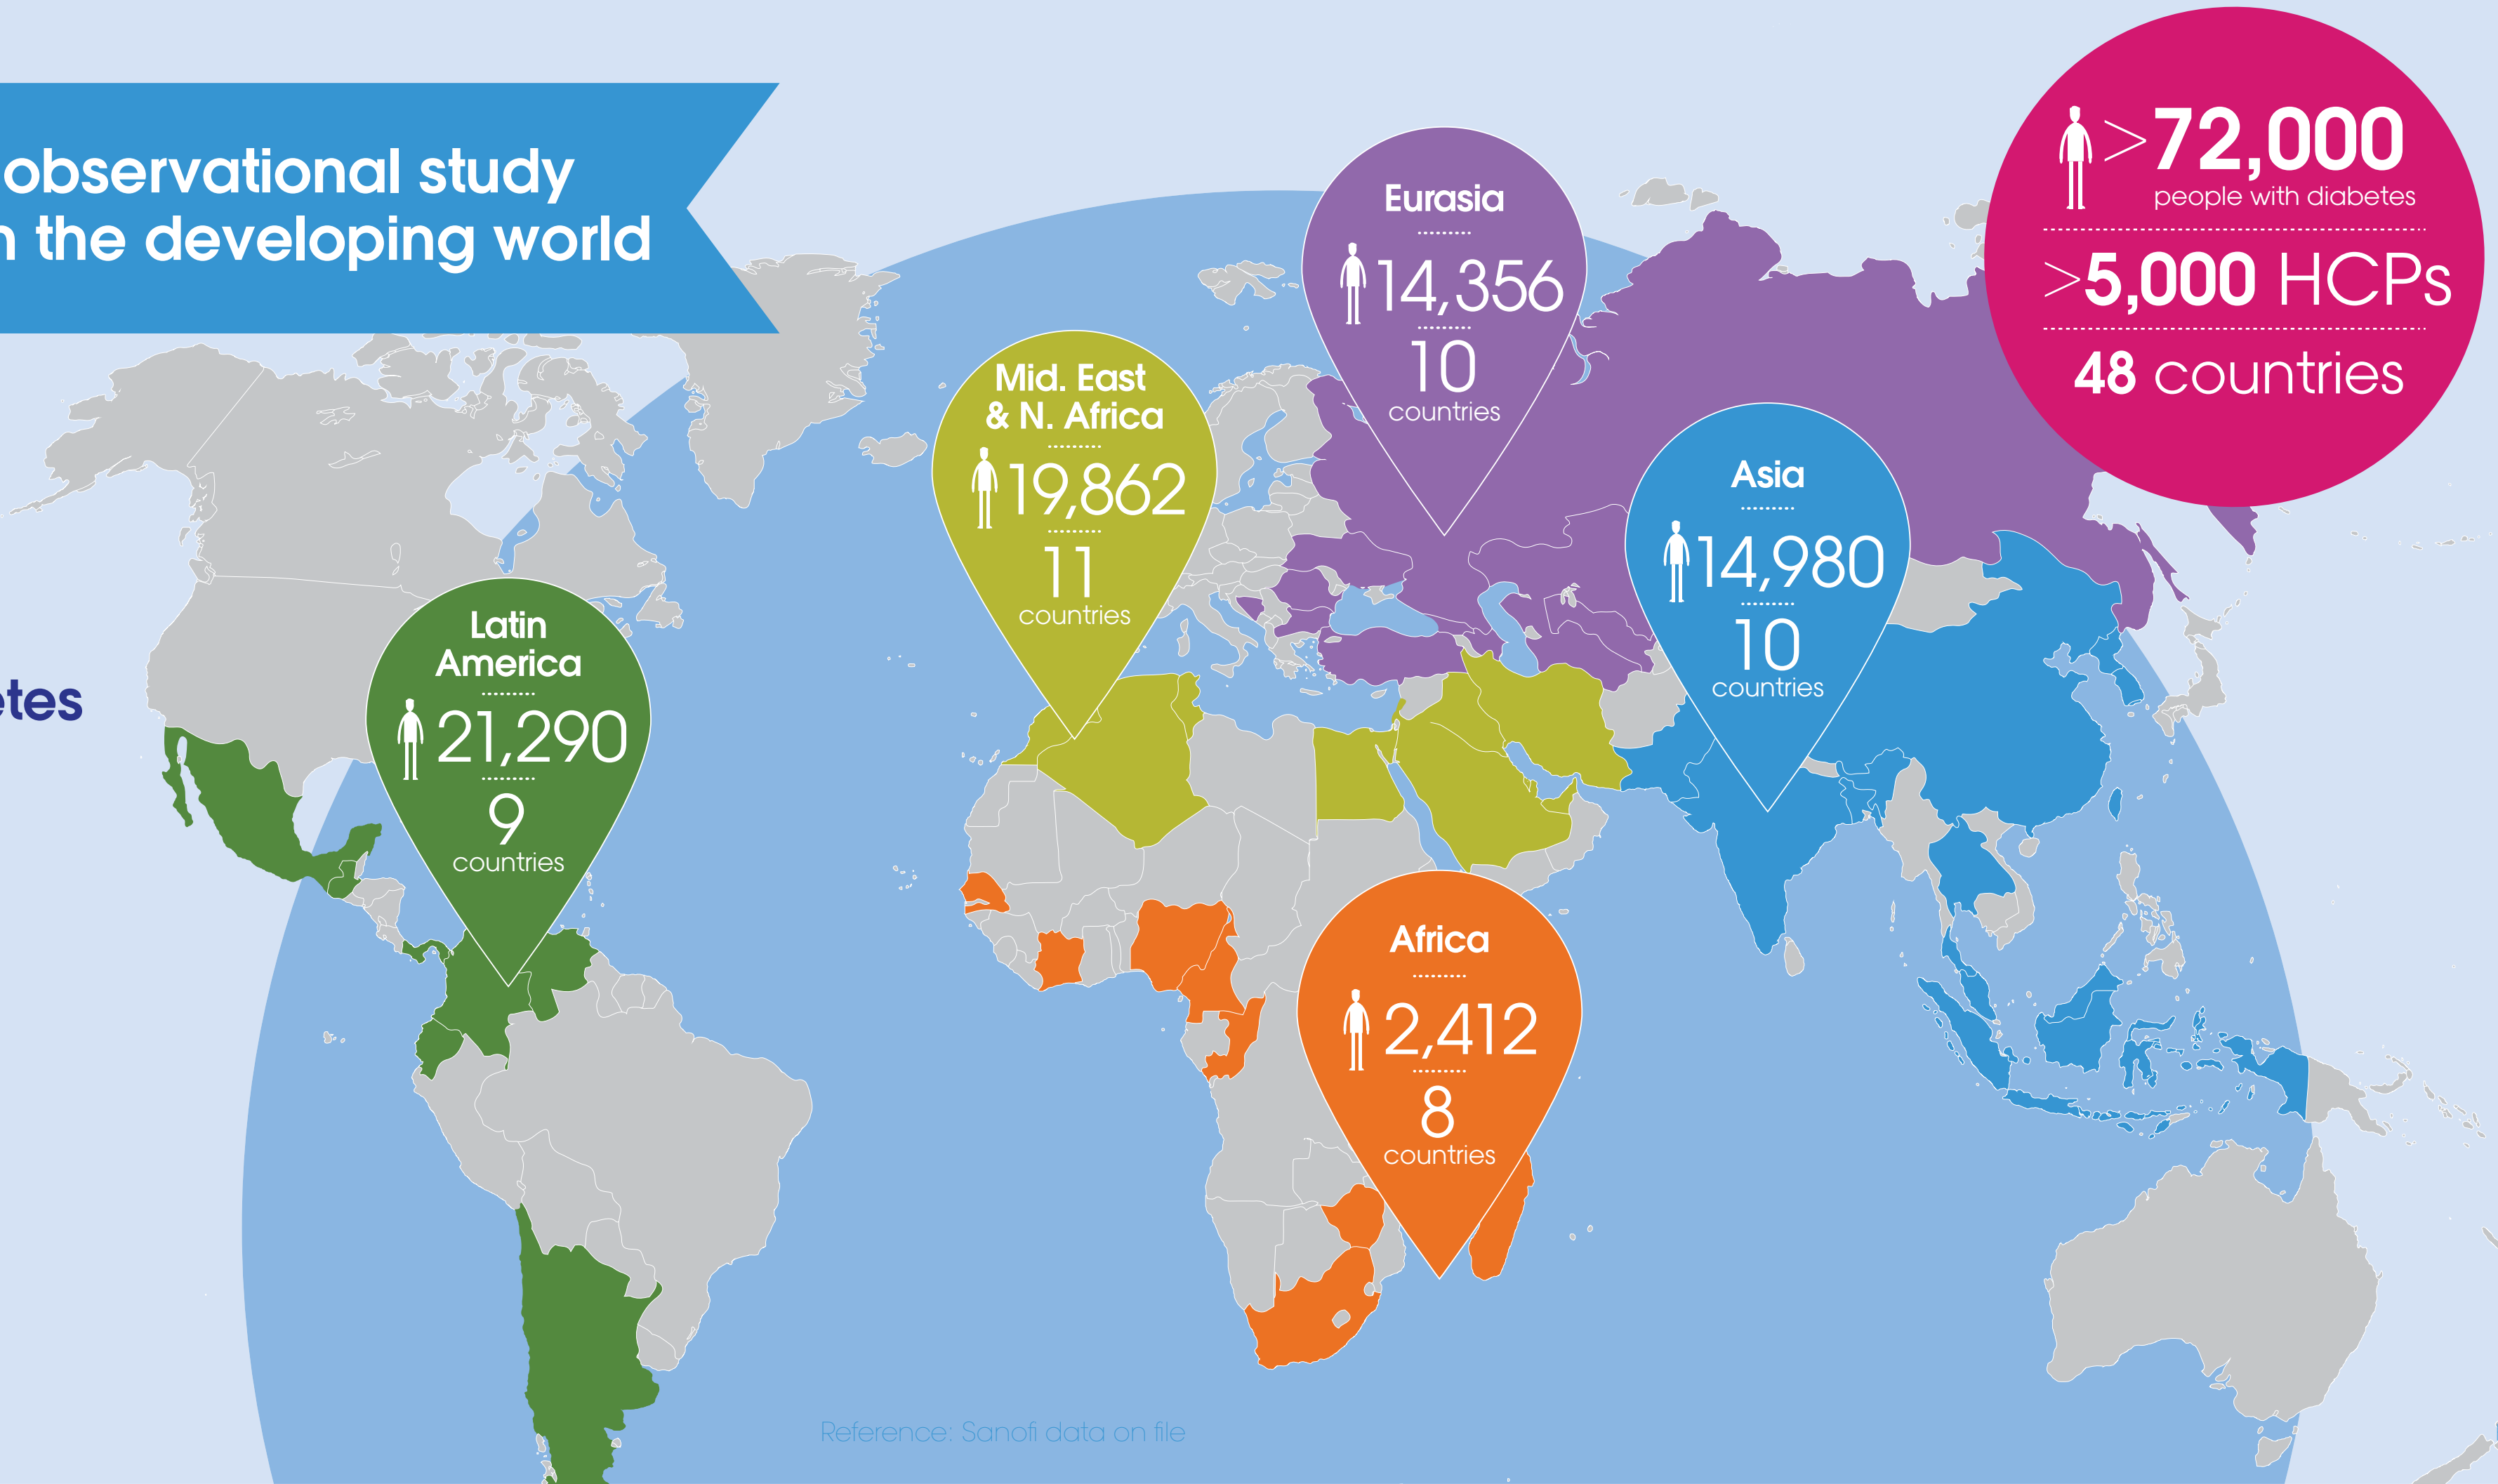 observational study
the developing world
>72,000
people with diabetes
>5,000 HCPs
48 countries
Eurasia
14,356
10
countries
Mid. East
& N. Africa
19,862
11
countries
Asia
14,980
10
countries
Latin
America
21,290
9
countries
Africa
2,412
8
countries
Reference: Sanofi data on file